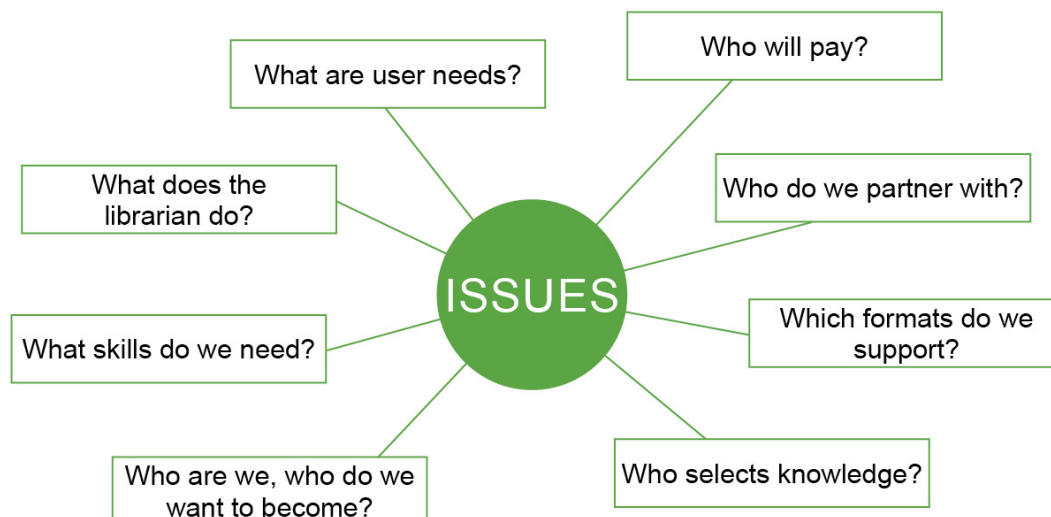 Who will pay?
What are user needs?
Who do we partner with?
What does the
librarian do?
ISSUES
Which formats do we
support?
What skills do we need?
Who selects knowledge?
Who are we, who do we
want to become?